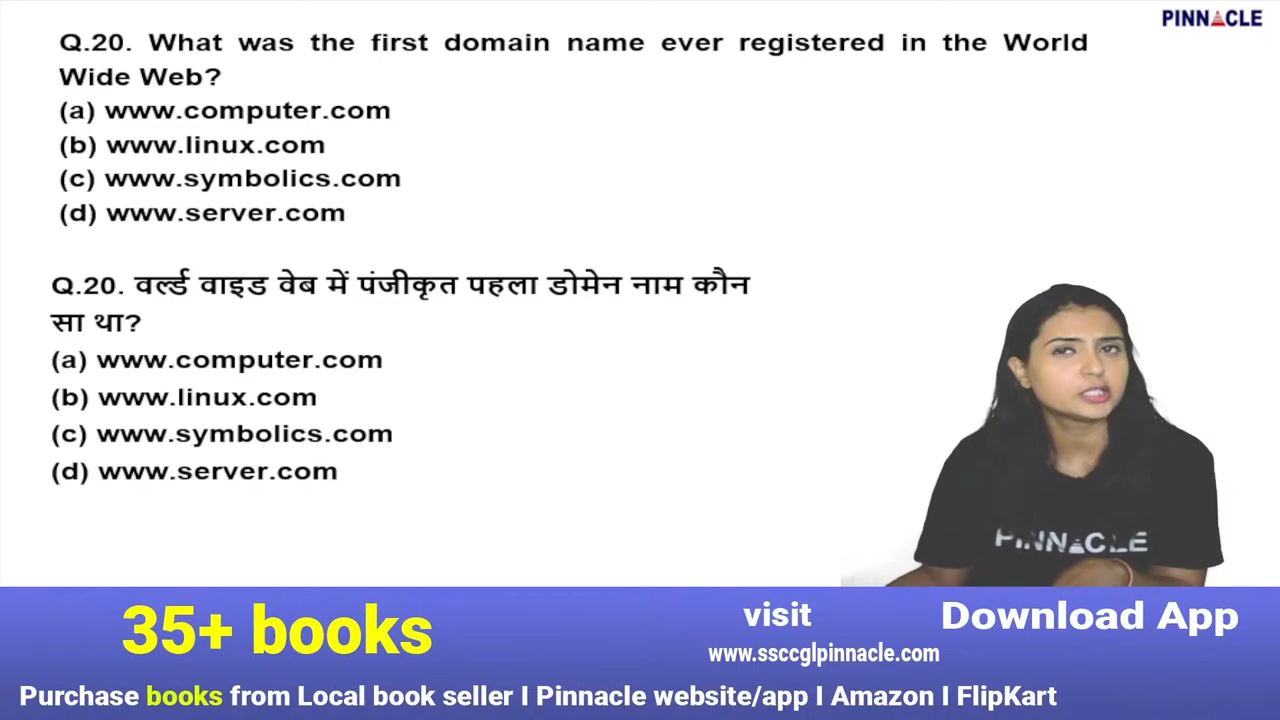 PINNACLE
Q.20. What was the first domain name ever registered in the World
Wide Web?
(a) www.computer.com
(b) www.linux.com
(c) www.symbolics.com
(d) www.server.com
Q.20. वर्ल्ड वाइड वेब में पंजीकृत पहला डोमेन नाम कौन
सा था?
(a) www.computer.com
(b) www.linux.com
(c) www.symbolics.com
(d) www.server.com
PINNACLE
35+ books
visit
www.ssccglpinnacle.com
Download App
Purchase books from Local book seller I Pinnacle website/app I Amazon I FlipKart